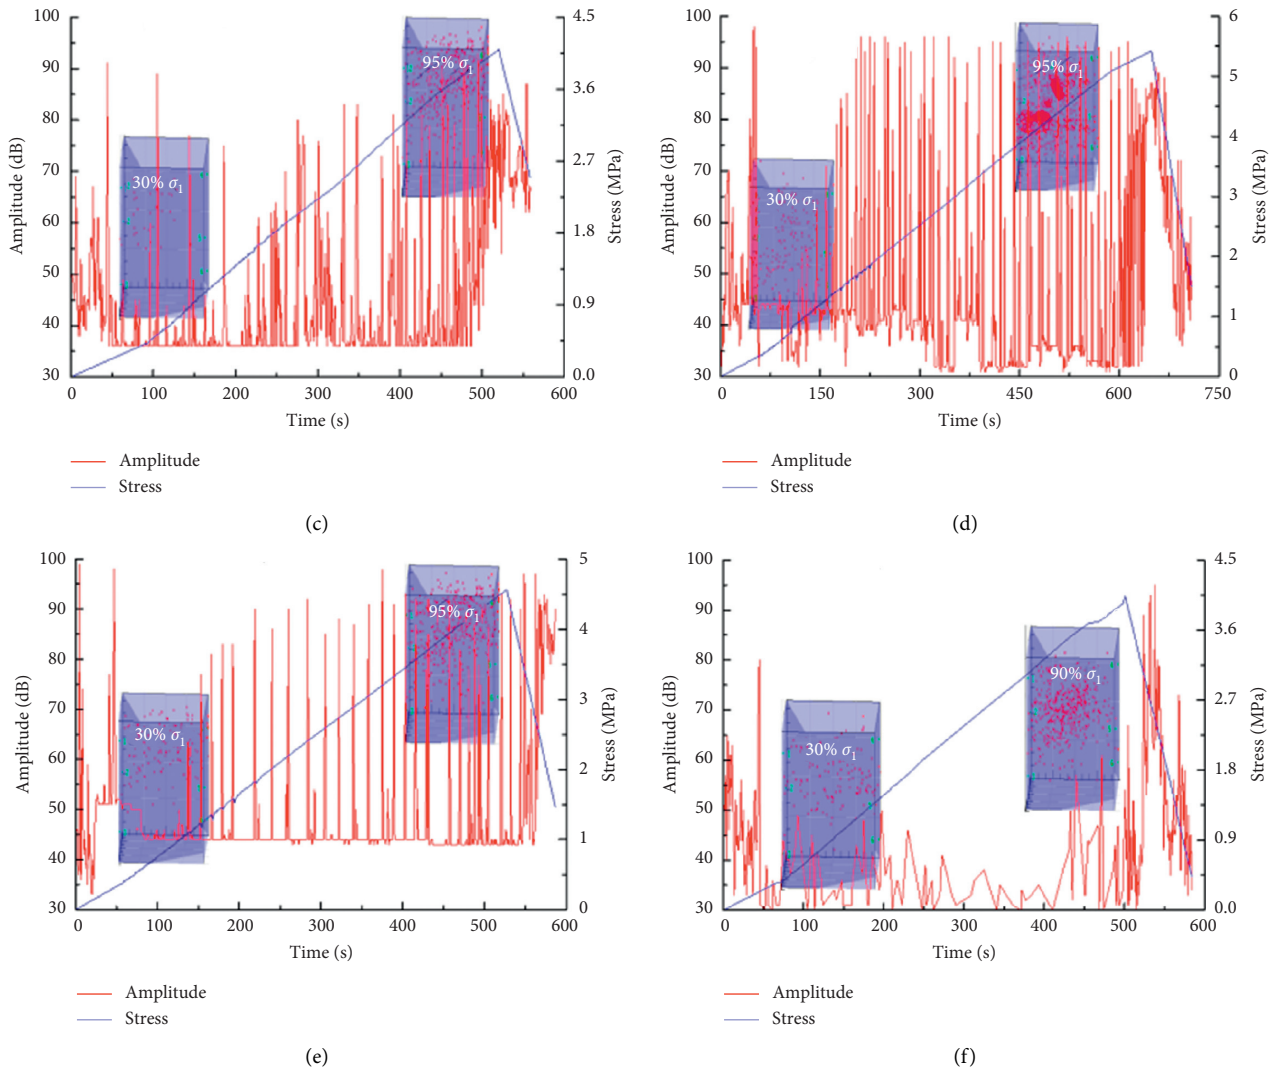 100
90
80
70
60
50
40
30
Amplitude (dB)
4.5
3.6
2.7
1.8
0.9
0.0
Stress (MPa)
30% σ1
95% σ1
0 100 200 300 400 500 600
Time (s)
Amplitude
Stress
(c)
100
90
80
70
60
50
40
30
Amplitude (dB)
6
5
4
3
2
1
0
Stress (MPa)
30% σ1
95% σ1
0 150 300 450 600 750
Time (s)
Amplitude
Stress
(d)
100
90
80
70
60
50
40
30
Amplitude (dB)
5
4
3
2
1
0
Stress (MPa)
30% σ1
95% σ1
0 100 200 300 400 500 600
Time (s)
Amplitude
Stress
(e)
100
90
80
70
60
50
40
30
Amplitude (dB)
4.5
3.6
2.7
1.8
0.9
0.0
Stress (MPa)
30% σ1
90% σ1
0 100 200 300 400 500 600
Time (s)
Amplitude
Stress
(f)